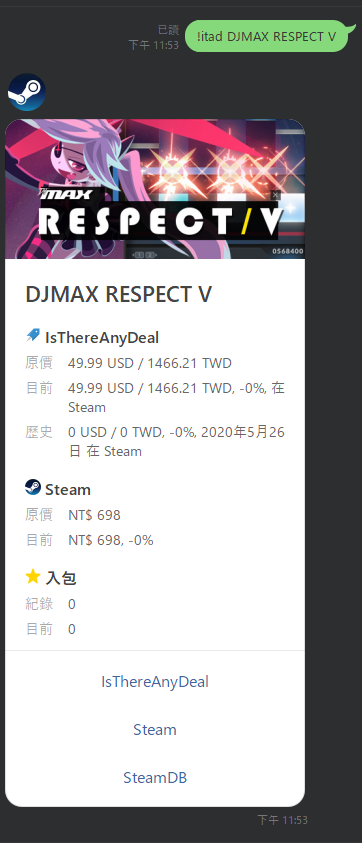 !itad DJMAX RESPECT V
已讀
下午 11:53
DJMAX
RESPECT/V
0568400
DJMAX RESPECT V
IsThereAnyDeal
原價 49.99 USD / 1466.21 TWD
目前 49.99 USD / 1466.21 TWD, -0%, 在
Steam
歷史 0 USD / 0 TWD, -0%, 2020年5月26
日 在 Steam
Steam
原價 NT$ 698
目前 NT$ 698, -0%
入包
紀錄 0
目前 0
IsThereAnyDeal
Steam
SteamDB
下午 11:53